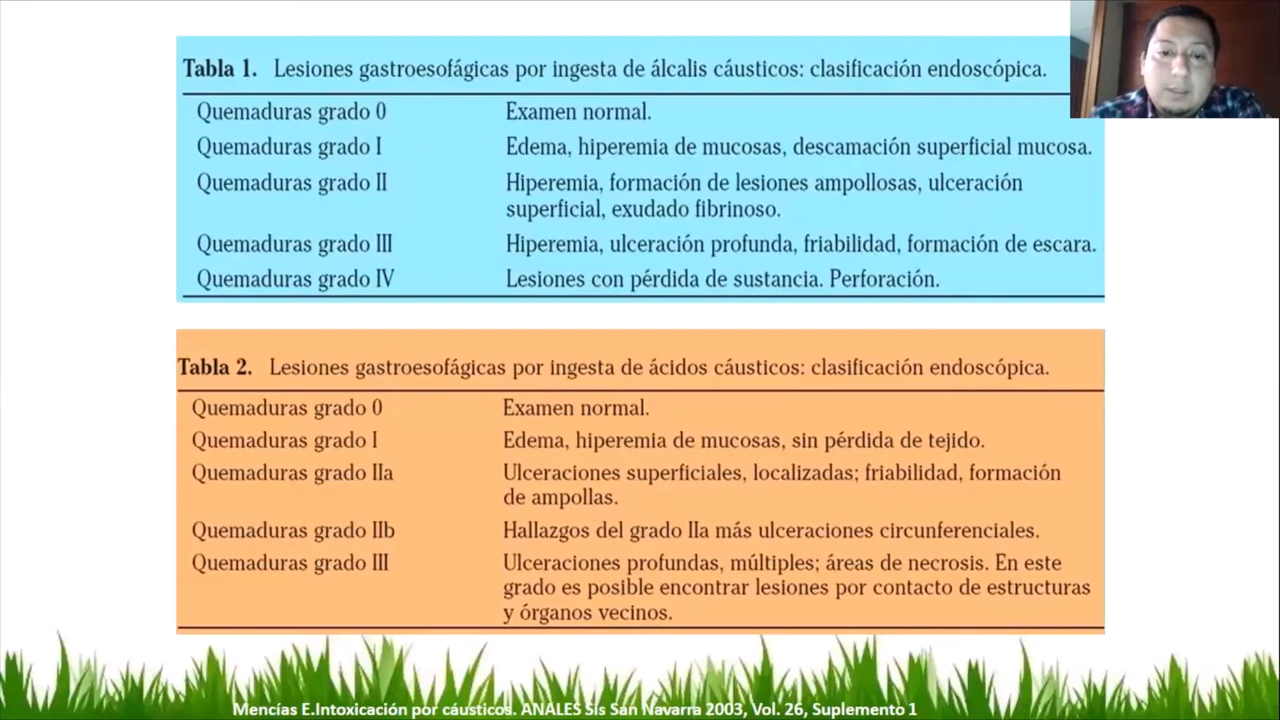 Tabla 1. Lesiones gastroesofágicas por ingesta de álcalis cáusticos: clasificación endoscópica.
Quemaduras grado 0 Examen normal.
Quemaduras grado I Edema, hiperemia de mucosas, descamación superficial mucosa.
Quemaduras grado II Hiperemia, formación de lesiones ampollosas, ulceración
superficial, exudado fibrinoso.
Quemaduras grado III Hiperemia, ulceración profunda, friabilidad, formación de escara.
Quemaduras grado IV Lesiones con pérdida de sustancia. Perforación.
Tabla 2. Lesiones gastroesofágicas por ingesta de ácidos cáusticos: clasificación endoscópica.
Quemaduras grado 0 Examen normal.
Quemaduras grado I Edema, hiperemia de mucosas, sin pérdida de tejido.
Quemaduras grado IIa Ulceraciones superficiales, localizadas; friabilidad, formación
de ampollas.
Quemaduras grado IIb Hallazgos del grado IIa más ulceraciones circunferenciales.
Quemaduras grado III Ulceraciones profundas, múltiples; áreas de necrosis. En este
grado es posible encontrar lesiones por contacto de estructuras
y órganos vecinos.
Mencías E.Intoxicación por cáusticos. ANALES Sis San Navarra 2003, Vol. 26, Suplemento 1